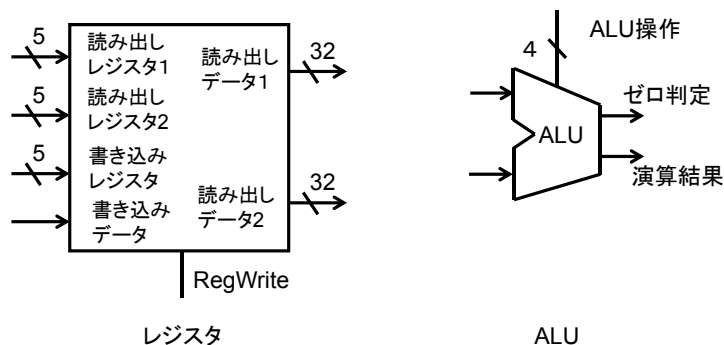 5
読み出し
レジスタ1
5
読み出し
レジスタ2
5
書き込み
レジスタ
書き込み
データ
読み出し
データ1
32
読み出し
データ2
32
RegWrite
レジスタ
4
ALU操作
ALU
ゼロ判定
演算結果
ALU